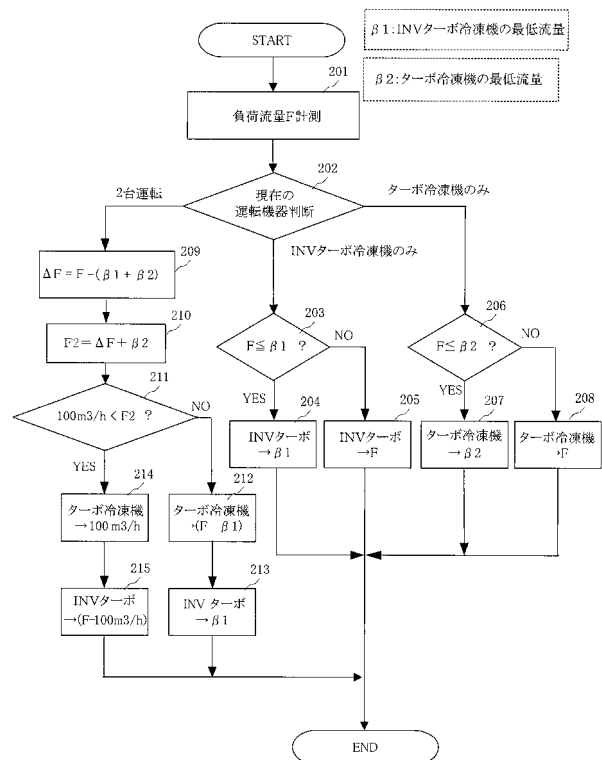 START
β1:INVターボ冷凍機の最低流量
β2:ターボ冷凍機の最低流量
201
負荷流量F計測
202
現在の
運転機器判断
2台運転
ターボ冷凍機のみ
INVターボ冷凍機のみ
209
ΔF=F-(β1+β2)
210
F2=ΔF+β2
203
F≦β1 ?
NO
YES
206
F≤β2 ?
NO
YES
211
100m3/h<F2 ?
NO
YES
204
INVターボ
→β1
205
INVターボ
→F
207
ターボ冷凍機
→β2
208
ターボ冷凍機
→F
214
ターボ冷凍機
→100m3/h
212
ターボ冷凍機
→(F β1)
215
INVターボ
→(F-100m3/h)
213
INV ターボ
→β1
END